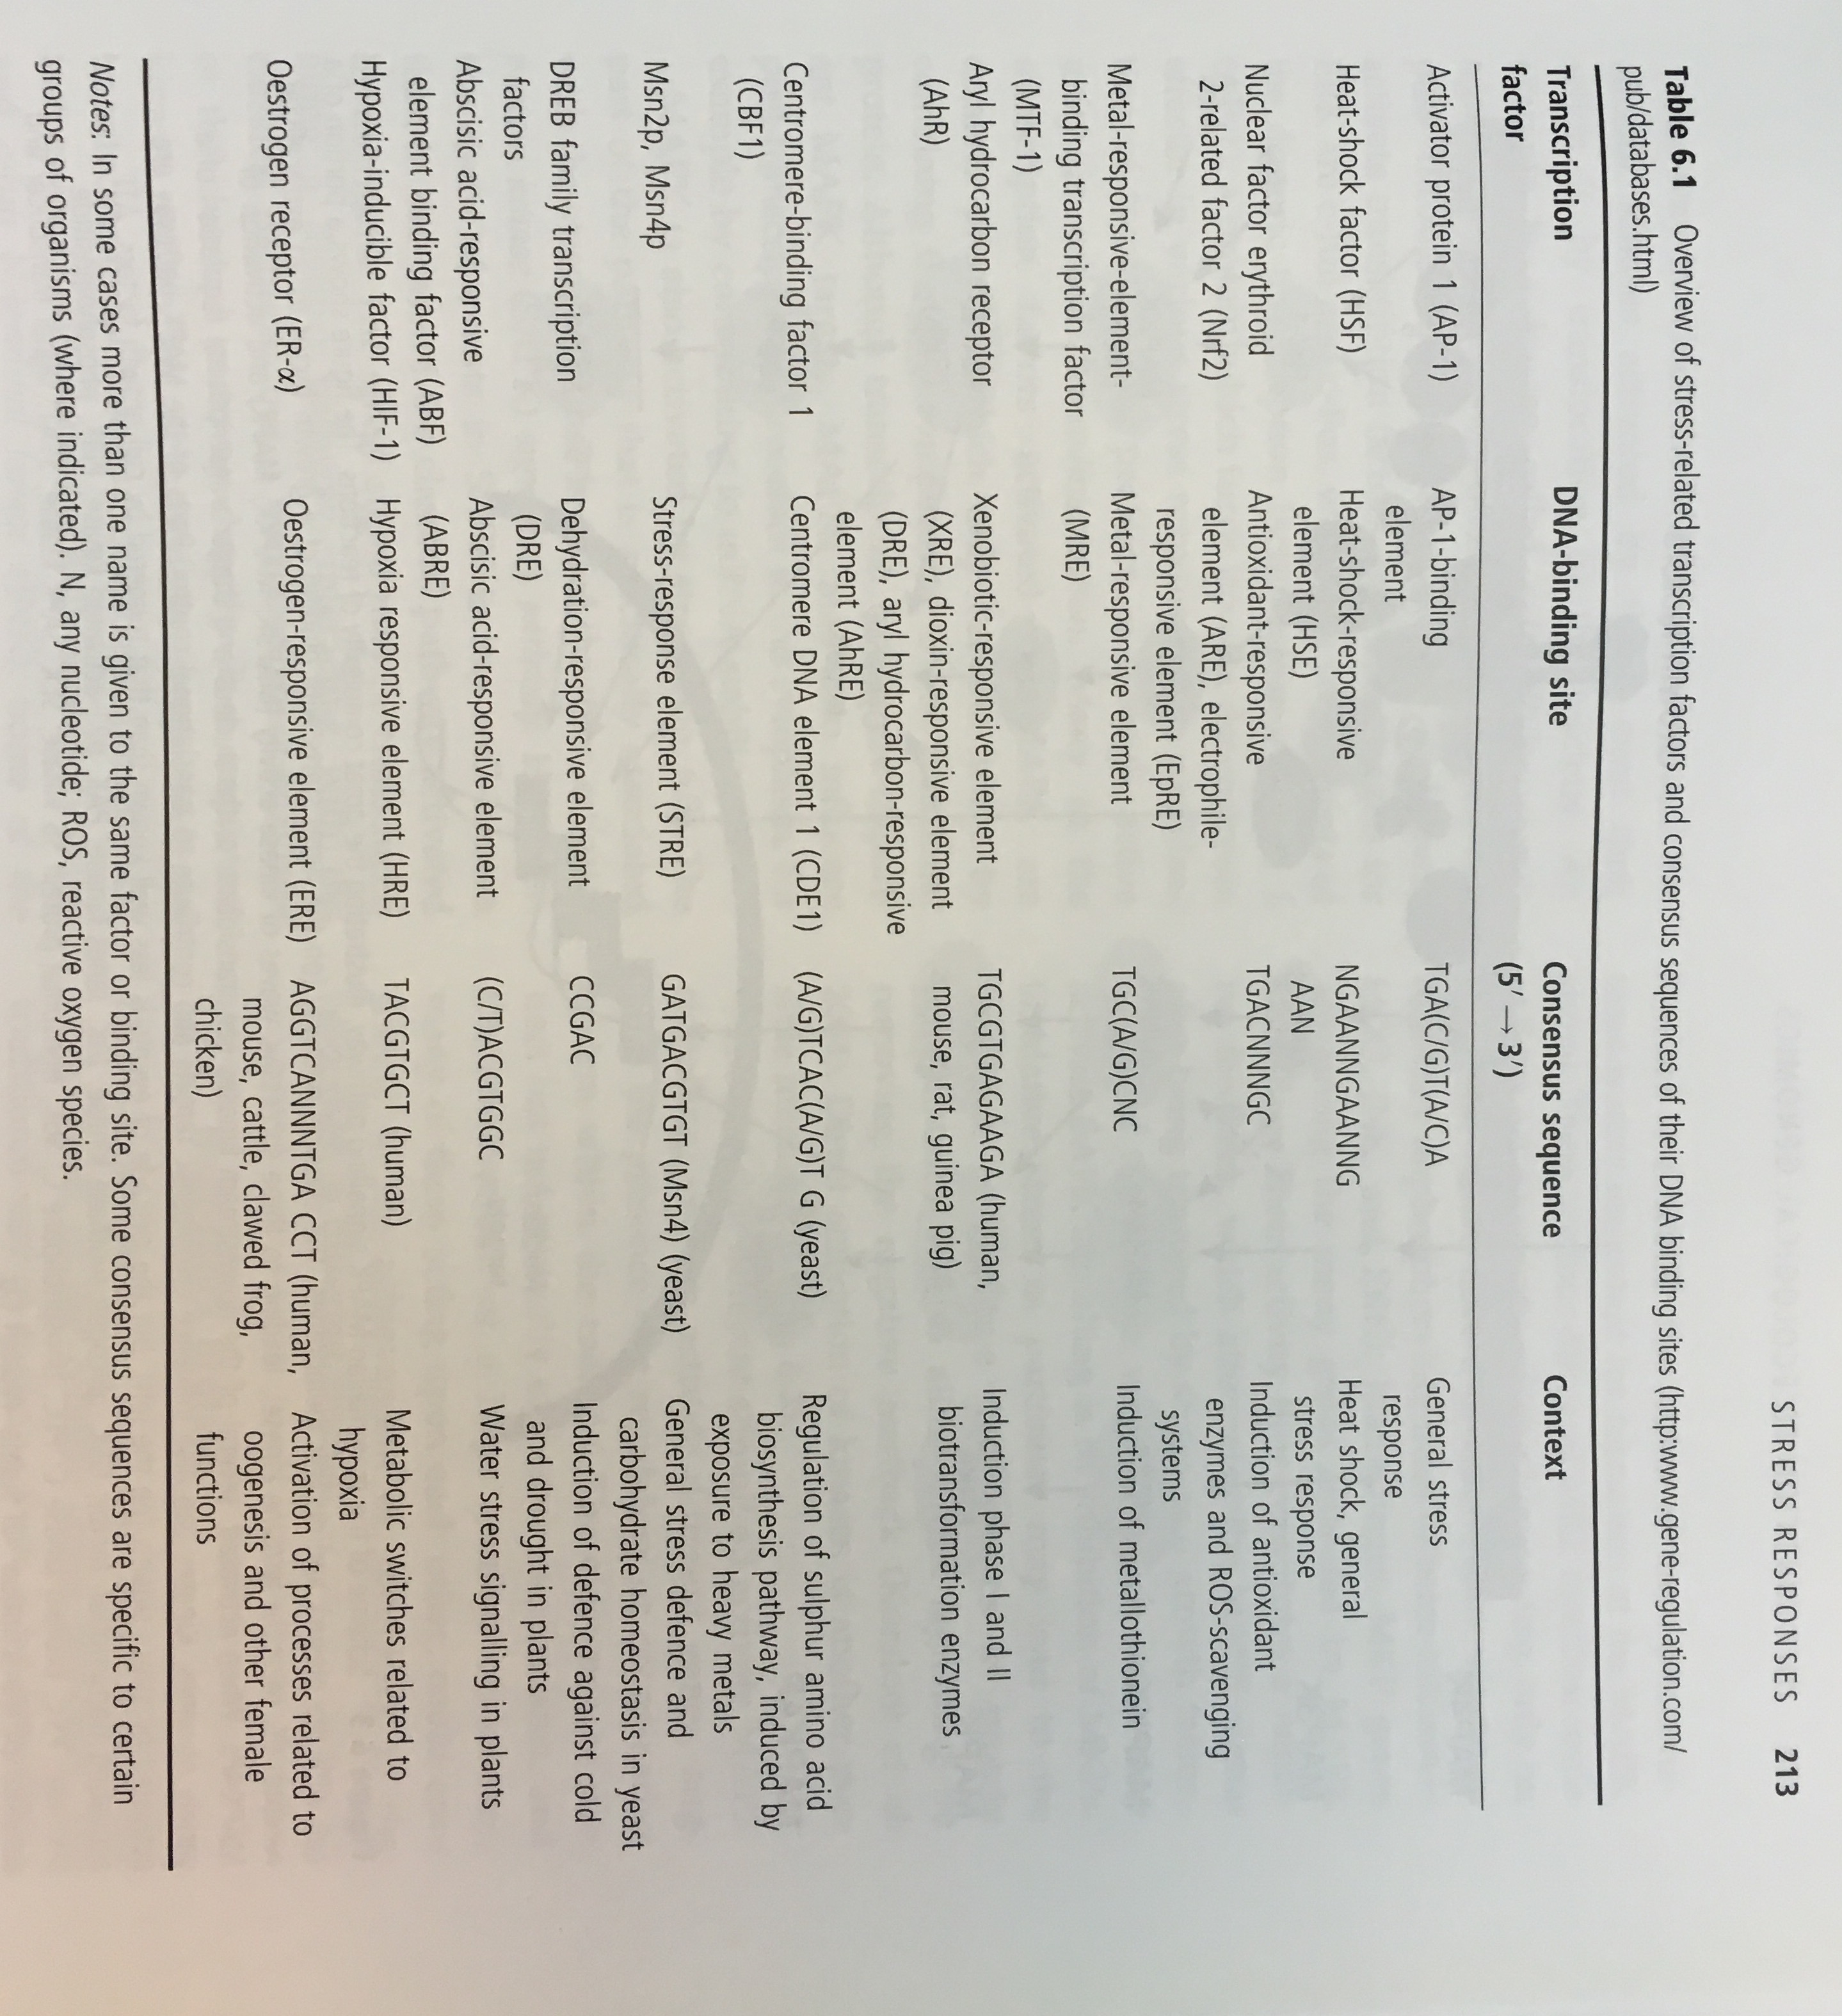 STRESS RESPONSES 213
Table 6.1 Overview of stress-related transcription factors and consensus sequences of their DNA binding sites (http:www.gene-regulation.com/
pub/databases.html)
Transcription DNA-binding site Consensus sequence Context
factor (5′ → 3′)
Activator protein 1 (AP-1) AP-1-binding TGA(C/G)T(A/C)A General stress
element response
Heat-shock factor (HSF) Heat-shock-responsive NGAANNGAANNG Heat shock, general
element (HSE) AAN stress response
Nuclear factor erythroid Antioxidant-responsive TGACNNNGC Induction of antioxidant
2-related factor 2 (Nrf2) element (ARE), electrophile- enzymes and ROS-scavenging
responsive element (EpRE) systems
Metal-responsive-element- Metal-responsive element TGC(A/G)CNC Induction of metallothionein
binding transcription factor (MRE)
(MTF-1)
Aryl hydrocarbon receptor Xenobiotic-responsive element TGCGTGAGAAGA (human, Induction phase I and II
(AhR) (XRE), dioxin-responsive element mouse, rat, guinea pig) biotransformation enzymes
(DRE), aryl hydrocarbon-responsive
element (AhRE)
Centromere-binding factor 1 Centromere DNA element 1 (CDE1) (A/G)TCAC(A/G)T G (yeast) Regulation of sulphur amino acid
(CBF1) biosynthesis pathway, induced by
exposure to heavy metals
Msn2p, Msn4p Stress-response element (STRE) GATGACGTGT (Msn4) (yeast) General stress defence and
carbohydrate homeostasis in yeast
DREB family transcription Dehydration-responsive element CCGAC Induction of defence against cold
factors (DRE) and drought in plants
Abscisic acid-responsive Abscisic acid-responsive element (C/T)ACGTGGC Water stress signalling in plants
element binding factor (ABF) (ABRE)
Hypoxia-inducible factor (HIF-1) Hypoxia responsive element (HRE) TACGTGCT (human) Metabolic switches related to
hypoxia
Oestrogen receptor (ER-α) Oestrogen-responsive element (ERE) AGGTCANNNTGA CCT (human, Activation of processes related to
mouse, cattle, clawed frog, oogenesis and other female
chicken) functions
Notes: In some cases more than one name is given to the same factor or binding site. Some consensus sequences are specific to certain
groups of organisms (where indicated). N, any nucleotide; ROS, reactive oxygen species.